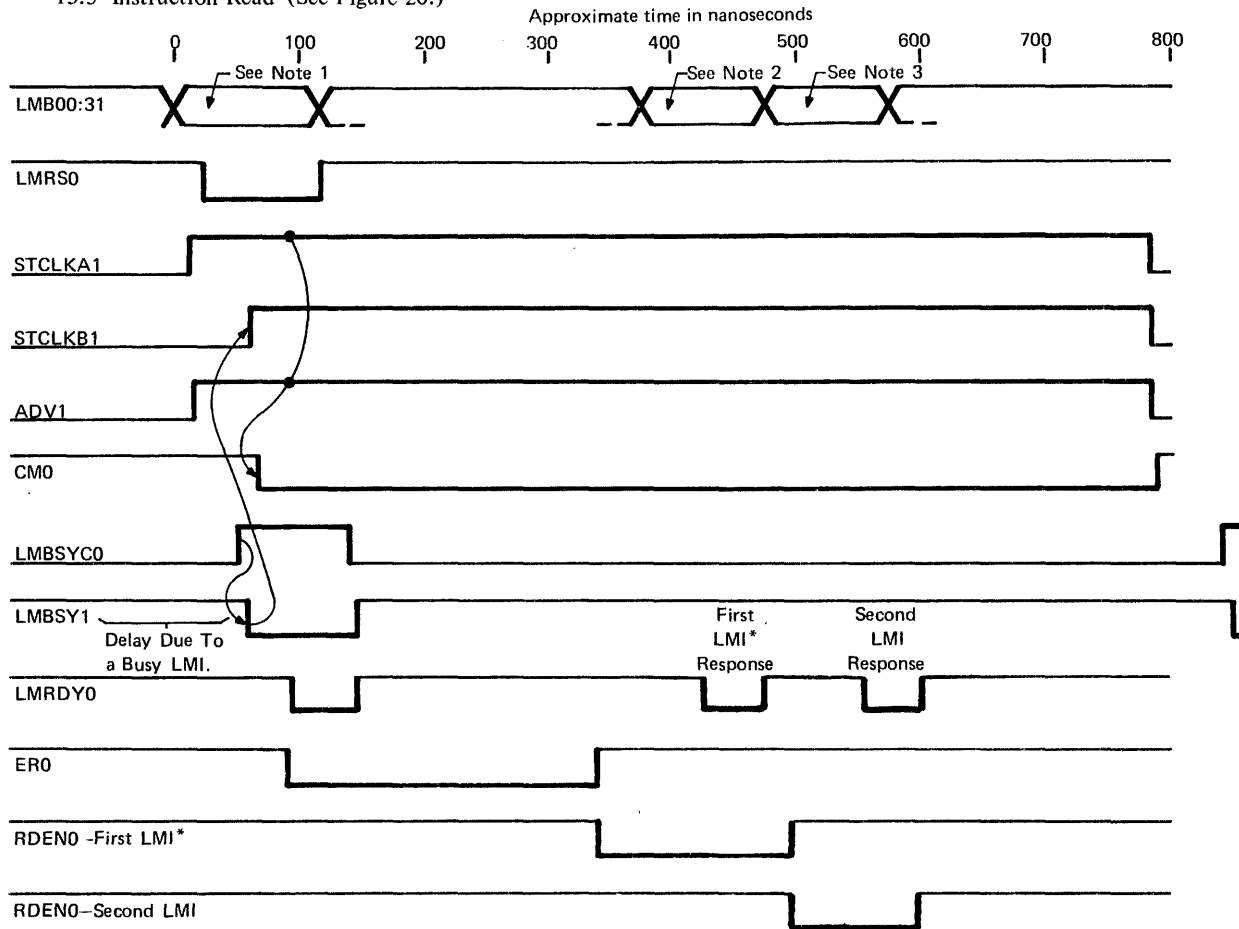 13.5 Instruction Read (See Figure 20.)
Approximate time in nanoseconds
0 100 200 300 400 500 600 700 800
See Note 1 See Note 2 See Note 3
LMB00:31
LMRS0
STCLKA1
STCLKB1
ADV1
CM0
LMBSYC0
LMBSY1
Delay Due To
a Busy LMI.
First
LMI*
Response
Second
LMI
Response
LMRDY0
ER0
RDEN0 -First LMI*
RDEN0—Second LMI